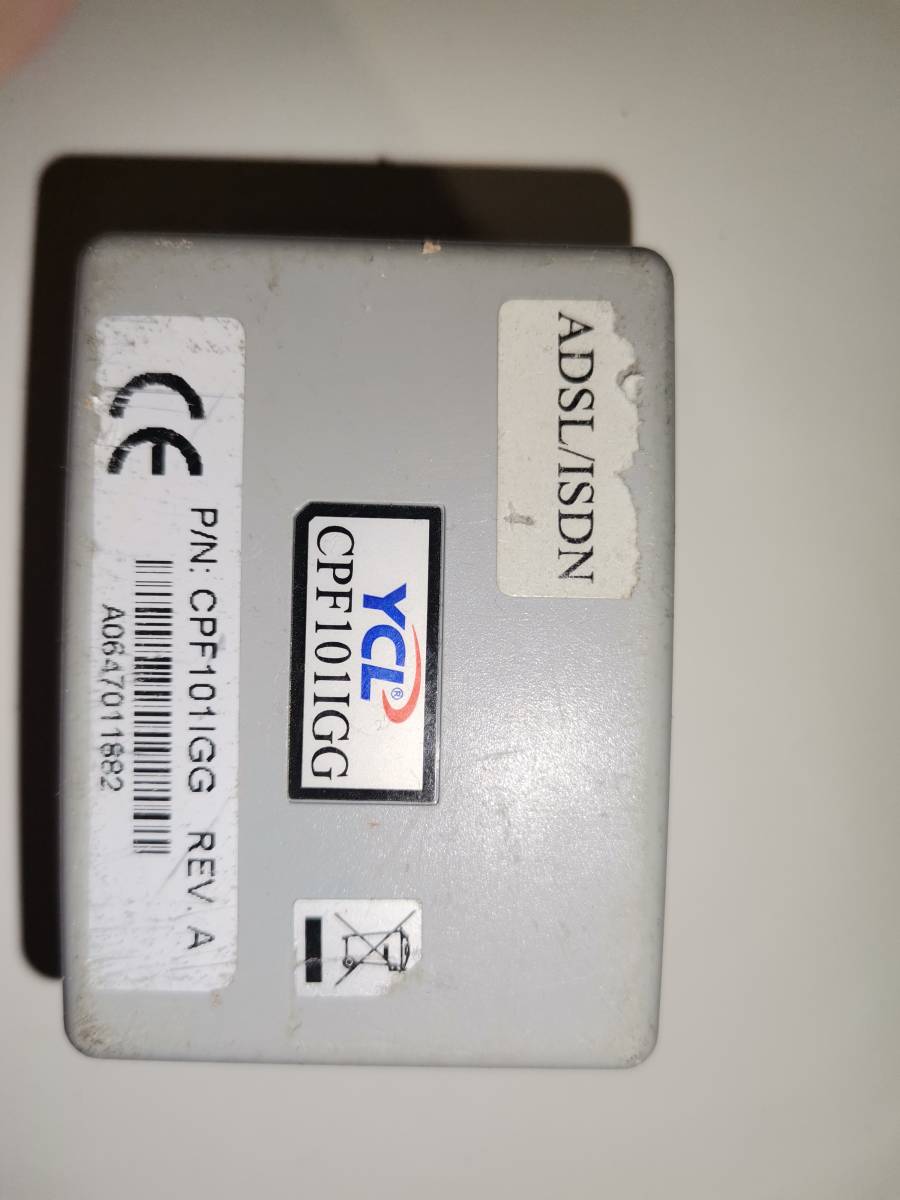 ADSL/ISDN
YCL®
CPF101IGG
CE
P/N: CPF101IGG REV. A
A0647011882